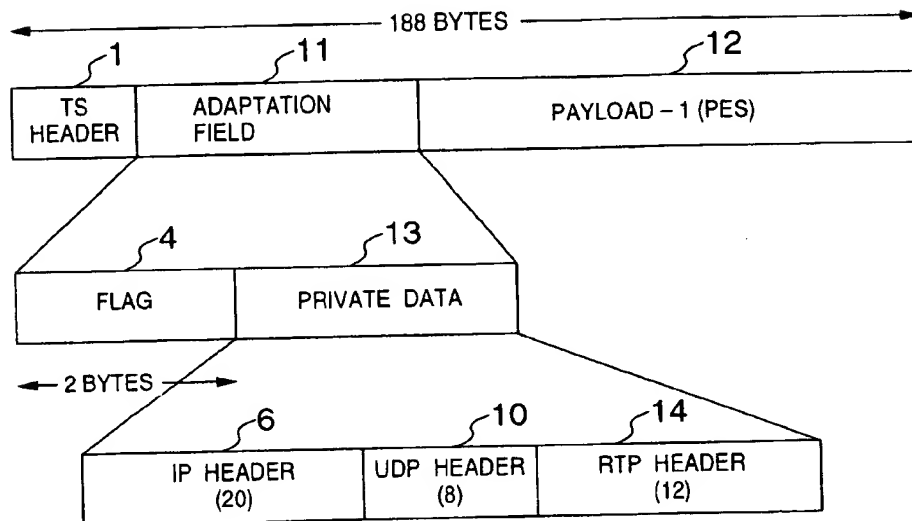 188 BYTES
1
11
12
TS
HEADER
ADAPTATION
FIELD
PAYLOAD-1 (PES)
4
13
FLAG
PRIVATE DATA
2 BYTES
6
10
14
IP HEADER
(20)
UDP HEADER
(8)
RTP HEADER
(12)